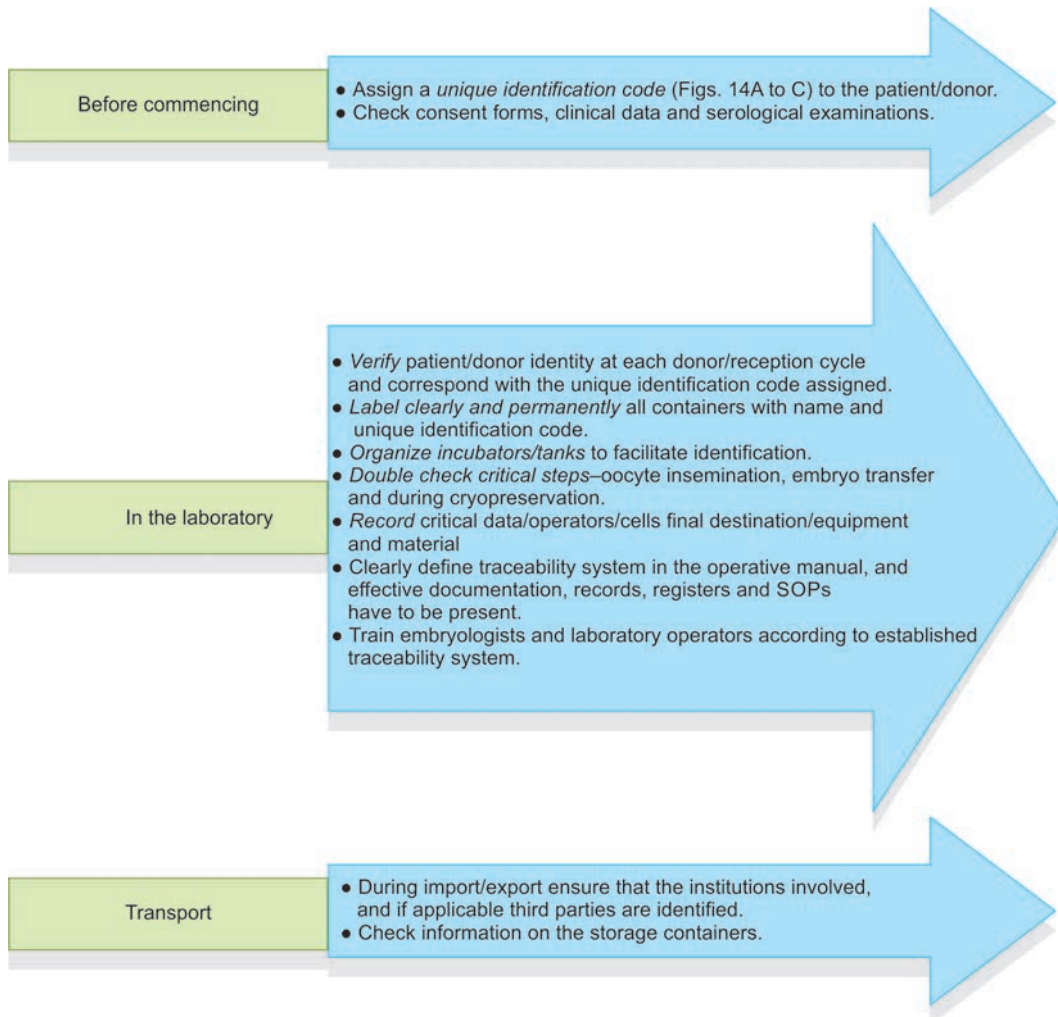 Before commencing
● Assign a unique identification code (Figs. 14A to C) to the patient/donor.
● Check consent forms, clinical data and serological examinations.
In the laboratory
● Verify patient/donor identity at each donor/reception cycle
and correspond with the unique identification code assigned.
● Label clearly and permanently all containers with name and
unique identification code.
● Organize incubators/tanks to facilitate identification.
● Double check critical steps–oocyte insemination, embryo transfer
and during cryopreservation.
● Record critical data/operators/cells final destination/equipment
and material
● Clearly define traceability system in the operative manual, and
effective documentation, records, registers and SOPs
have to be present.
● Train embryologists and laboratory operators according to established
traceability system.
Transport
● During import/export ensure that the institutions involved,
and if applicable third parties are identified.
● Check information on the storage containers.